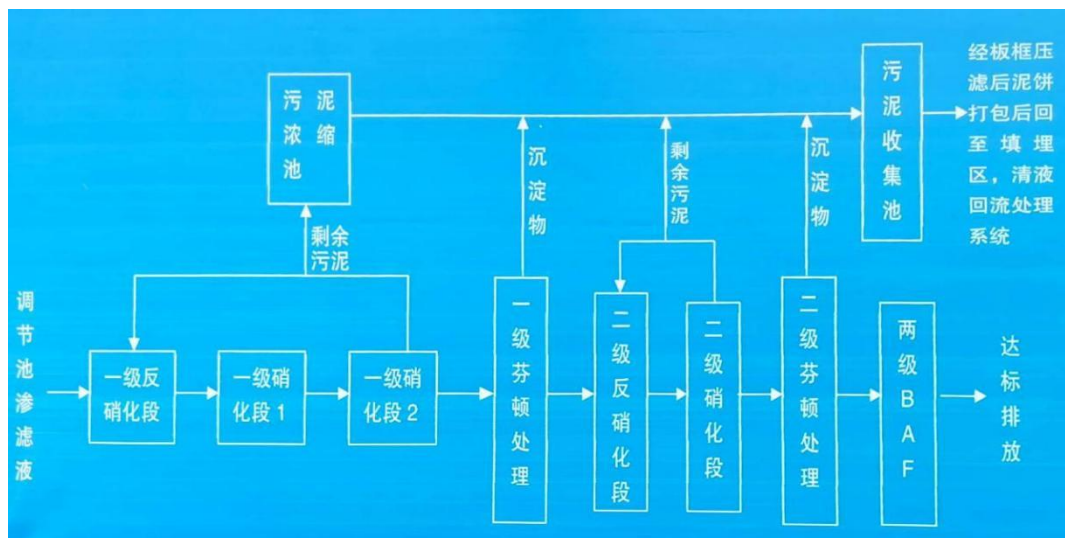 污泥
浓缩
池
剩余
污泥
沉淀物
剩余污泥
沉淀物
污泥收集池
经板框压
滤后泥饼
打包后回
至填埋
区，清液
回流处理
系统
调节池渗滤液
一级反
硝化段
一级硝
化段1
一级硝
化段2
一级芬顿处理
二级反硝化段
二级硝化段
二级芬顿处理
两级BAF
达标排放